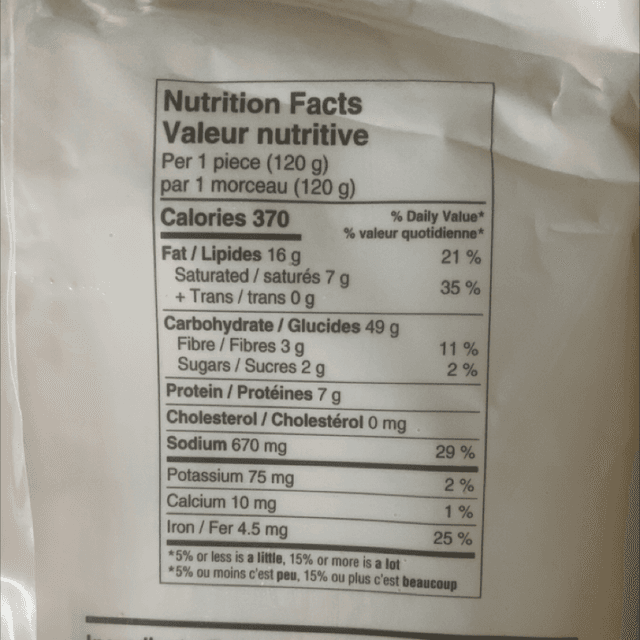 Nutrition Facts
Valeur nutritive
Per 1 piece (120 g)
par 1 morceau (120 g)
Calories 370
% Daily Value*
% valeur quotidienne*
Fat / Lipides 16 g 21 %
Saturated / saturés 7 g
+ Trans / trans 0 g 35 %
Carbohydrate / Glucides 49 g
Fibre / Fibres 3 g 11 %
Sugars / Sucres 2 g 2 %
Protein / Protéines 7 g
Cholesterol / Cholestérol 0 mg
Sodium 670 mg 29 %
Potassium 75 mg 2 %
Calcium 10 mg 1 %
Iron / Fer 4.5 mg 25 %
*5% or less is a little, 15% or more is a lot
*5% ou moins c'est peu, 15% ou plus c'est beaucoup